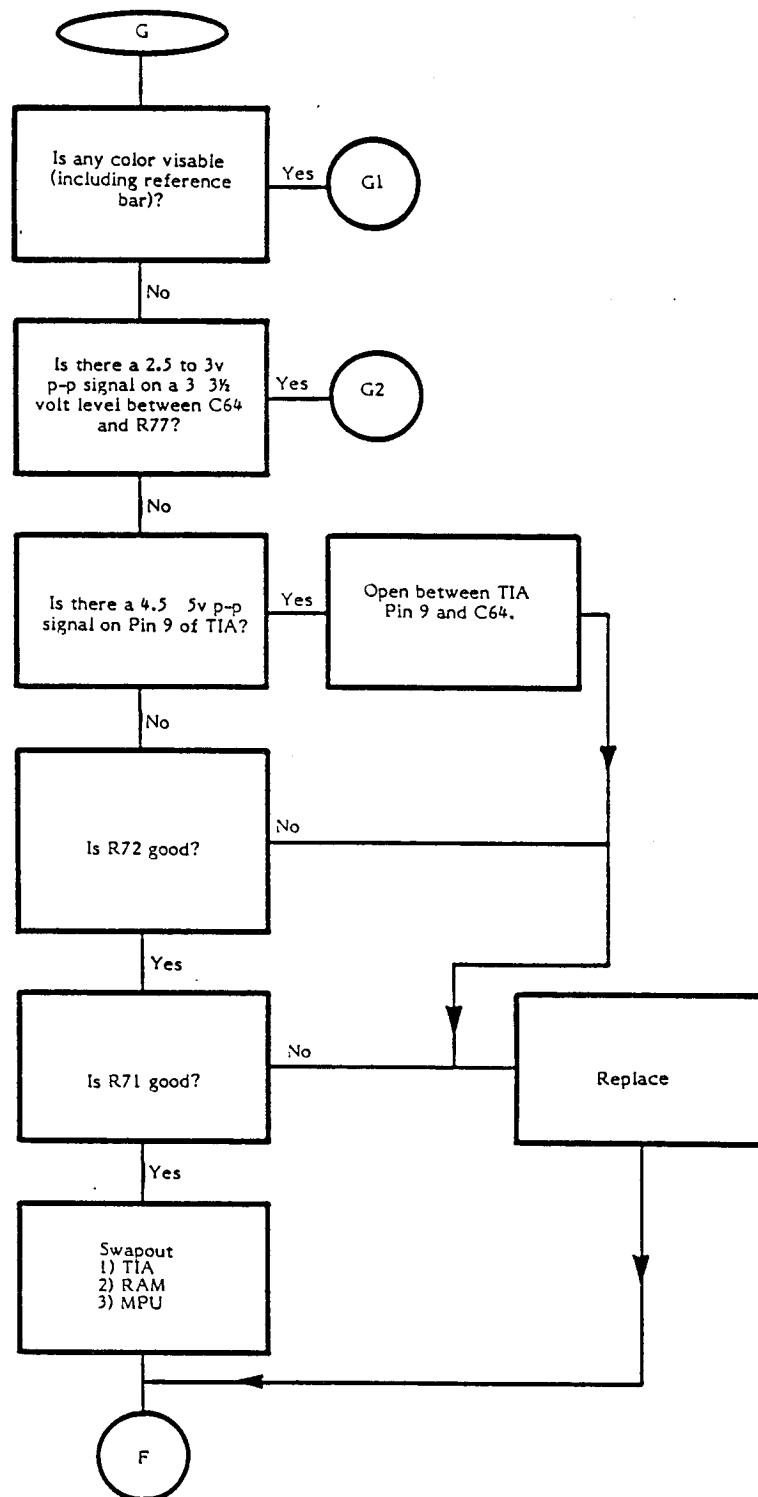 G
Is any color visable
(including reference
bar)?
Yes
G1
No
Is there a 2.5 to 3v
p-p signal on a 3 3½
volt level between C64
and R77?
Yes
G2
No
Is there a 4.5 5v p-p
signal on Pin 9 of TIA?
Yes
Open between TIA
Pin 9 and C64.
No
Is R72 good?
No
Yes
Is R71 good?
No
Replace
Yes
Swapout
1) TIA
2) RAM
3) MPU
F